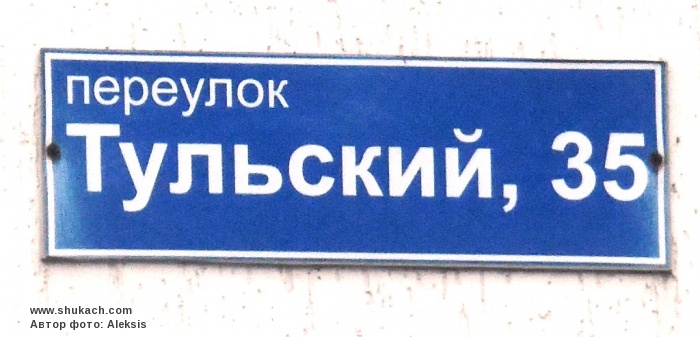 переулок
Тульский, 35
www.shukach.com
Автор фото: Aleksis